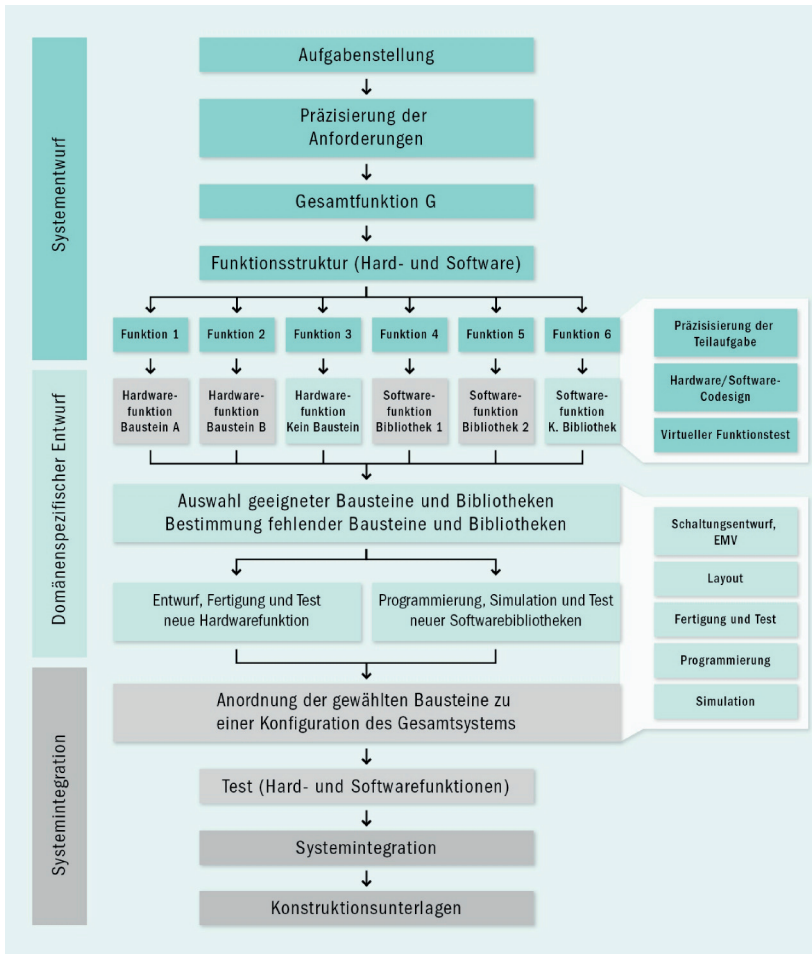 Systementwurf
Aufgabenstellung
Präzisierung der
Anforderungen
Gesamtfunktion G
Funktionsstruktur (Hard- und Software)
Funktion 1
Funktion 2
Funktion 3
Funktion 4
Funktion 5
Funktion 6
Präzisisierung der
Teilaufgabe
Hardware/Software-
Codesign
Virtueller Funktionstest
Domänenspezifischer Entwurf
Hardware-
funktion
Baustein A
Hardware-
funktion
Baustein B
Hardware-
funktion
Kein Baustein
Software-
funktion
Bibliothek 1
Software-
funktion
Bibliothek 2
Software-
funktion
K. Bibliothek
Auswahl geeigneter Bausteine und Bibliotheken
Bestimmung fehlender Bausteine und Bibliotheken
Entwurf, Fertigung und Test
neue Hardwarefunktion
Programmierung, Simulation und Test
neuer Softwarebibliotheken
Schaltungsentwurf,
EMV
Layout
Fertigung und Test
Programmierung
Simulation
Systemintegration
Anordnung der gewählten Bausteine zu
einer Konfiguration des Gesamtsystems
Test (Hard- und Softwarefunktionen)
Systemintegration
Konstruktionsunterlagen